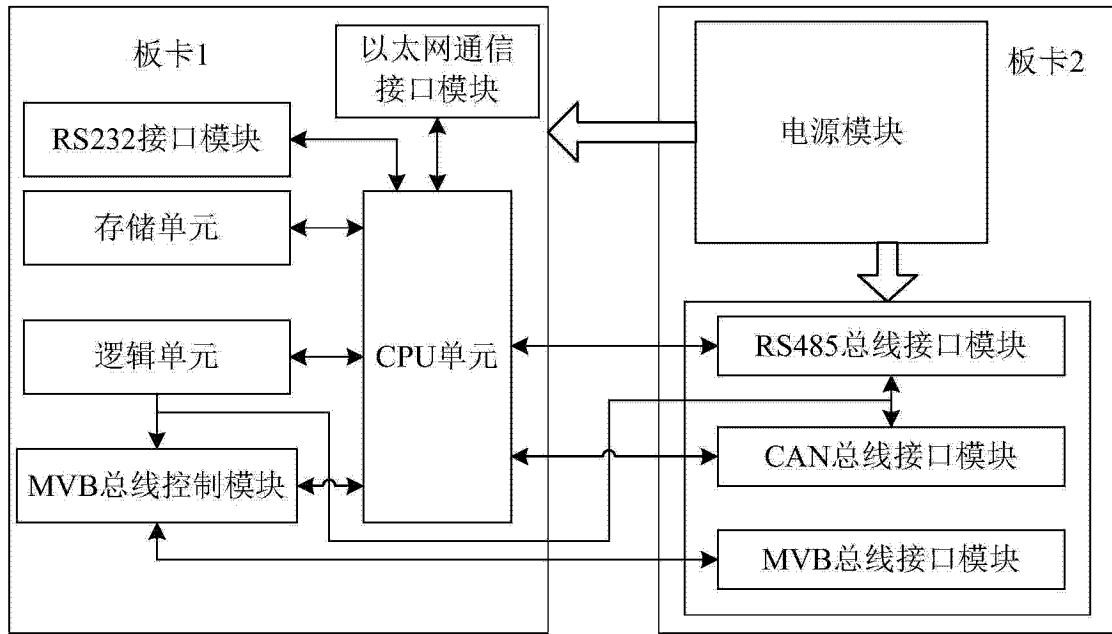 板卡1
以太网通信
接口模块
RS232接口模块
存储单元
逻辑单元
CPU单元
MVB总线控制模块
板卡2
电源模块
RS485总线接口模块
CAN总线接口模块
MVB总线接口模块